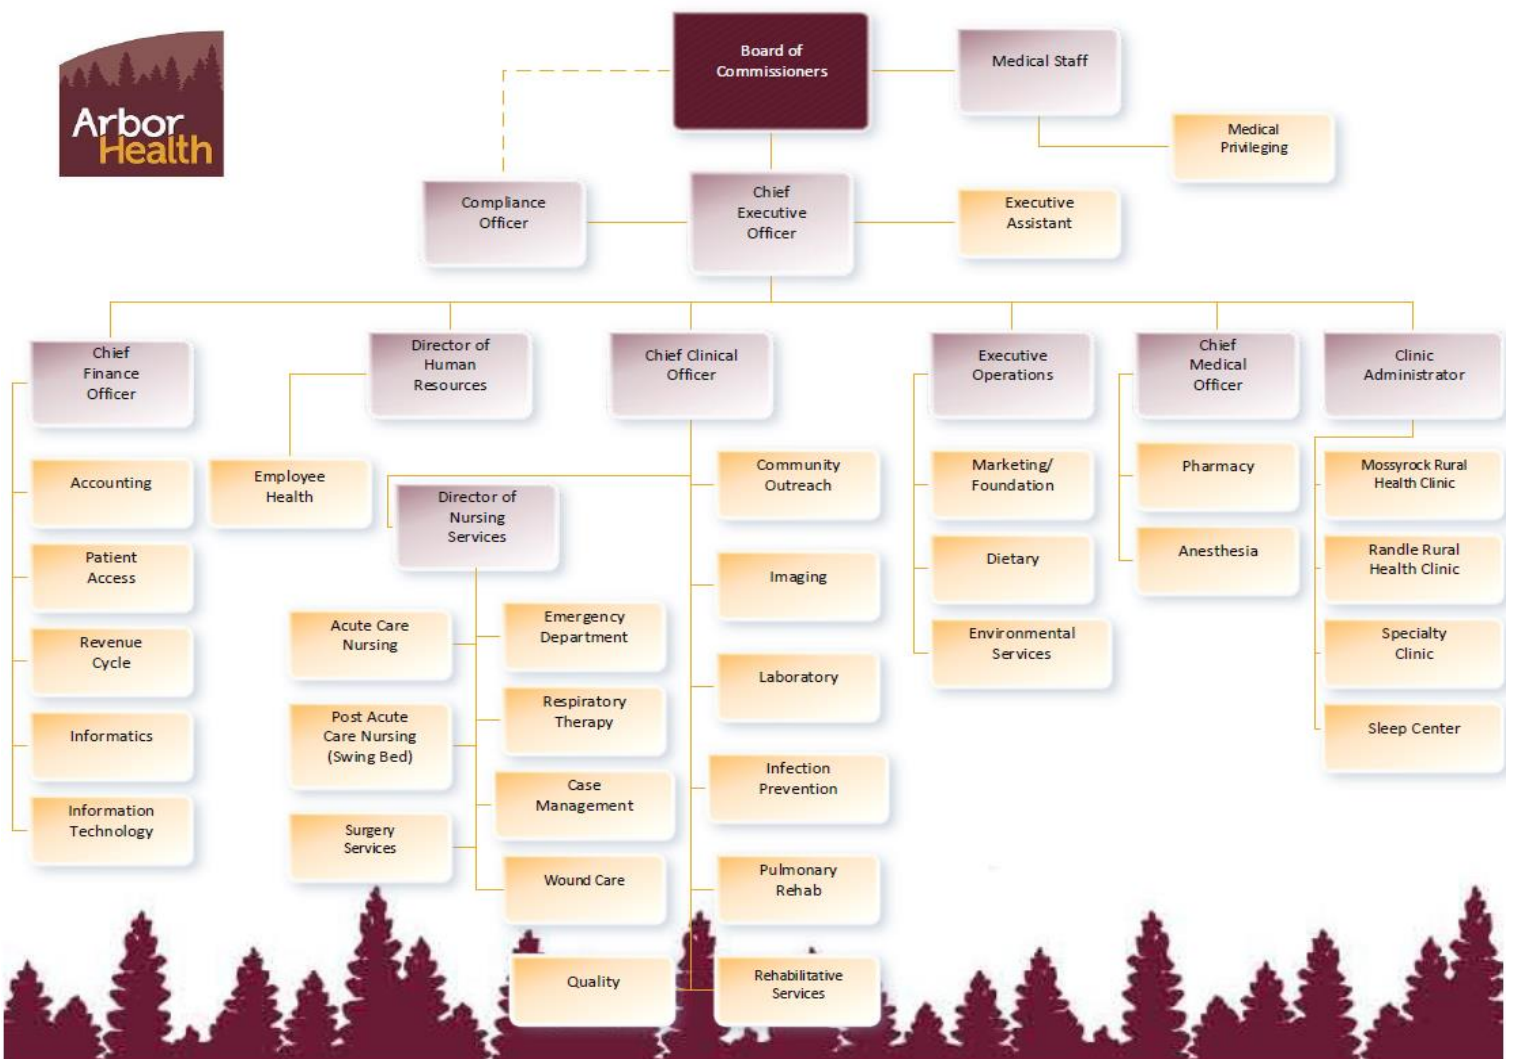 Arbor
Health
Board of
Commissioners
Medical Staff
Medical
Privileging
Compliance
Officer
Chief
Executive
Officer
Executive
Assistant
Chief
Finance
Officer
Director of
Human
Resources
Chief Clinical
Officer
Executive
Operations
Chief
Medical
Officer
Clinic
Administrator
Accounting
Patient
Access
Revenue
Cycle
Informatics
Information
Technology
Employee
Health
Director of
Nursing
Services
Acute Care
Nursing
Post Acute
Care Nursing
(Swing Bed)
Surgery
Services
Emergency
Department
Respiratory
Therapy
Case
Management
Wound Care
Quality
Community
Outreach
Imaging
Laboratory
Infection
Prevention
Pulmonary
Rehab
Rehabilitative
Services
Marketing/
Foundation
Dietary
Environmental
Services
Pharmacy
Anesthesia
Mossyrock Rural
Health Clinic
Randle Rural
Health Clinic
Specialty
Clinic
Sleep Center